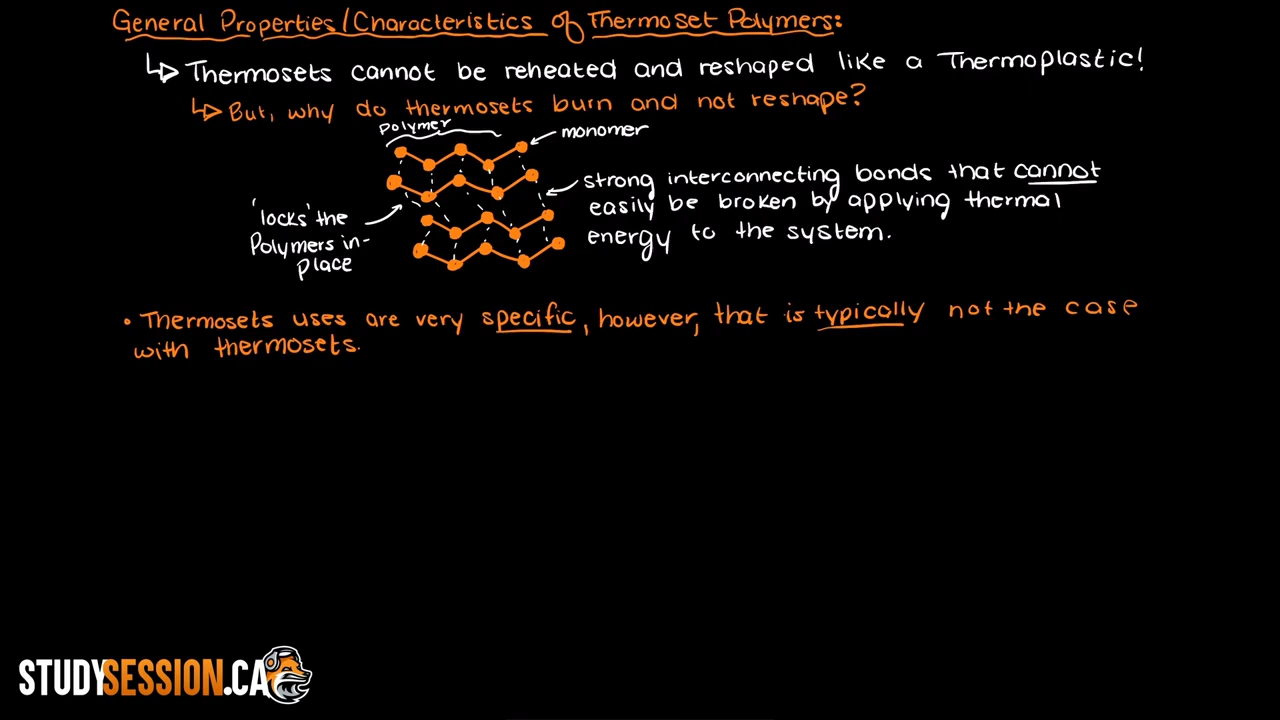 General Properties/Characteristics of Thermoset Polymers:
Thermosets cannot be reheated and reshaped like a Thermoplastic!
But, why do thermosets burn and not reshape?
Polymer
monomer
strong interconnecting bonds that cannot
easily be broken by applying thermal
energy to the system.
'locks' the
Polymers in-
place
• Thermosets uses are very specific, however, that is typically not the case
with thermosets.
STUDYSESSION.CA